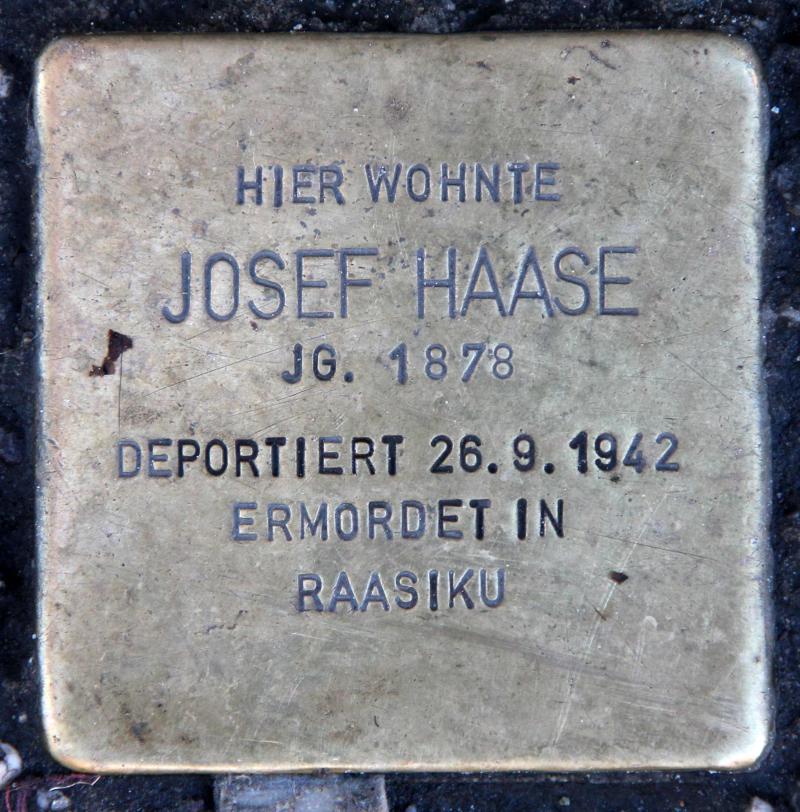 HIER WOHNTE
JOSEF HAASE
JG. 1878
DEPORTIERT 26.9.1942
ERMORDET IN
RAASIKU